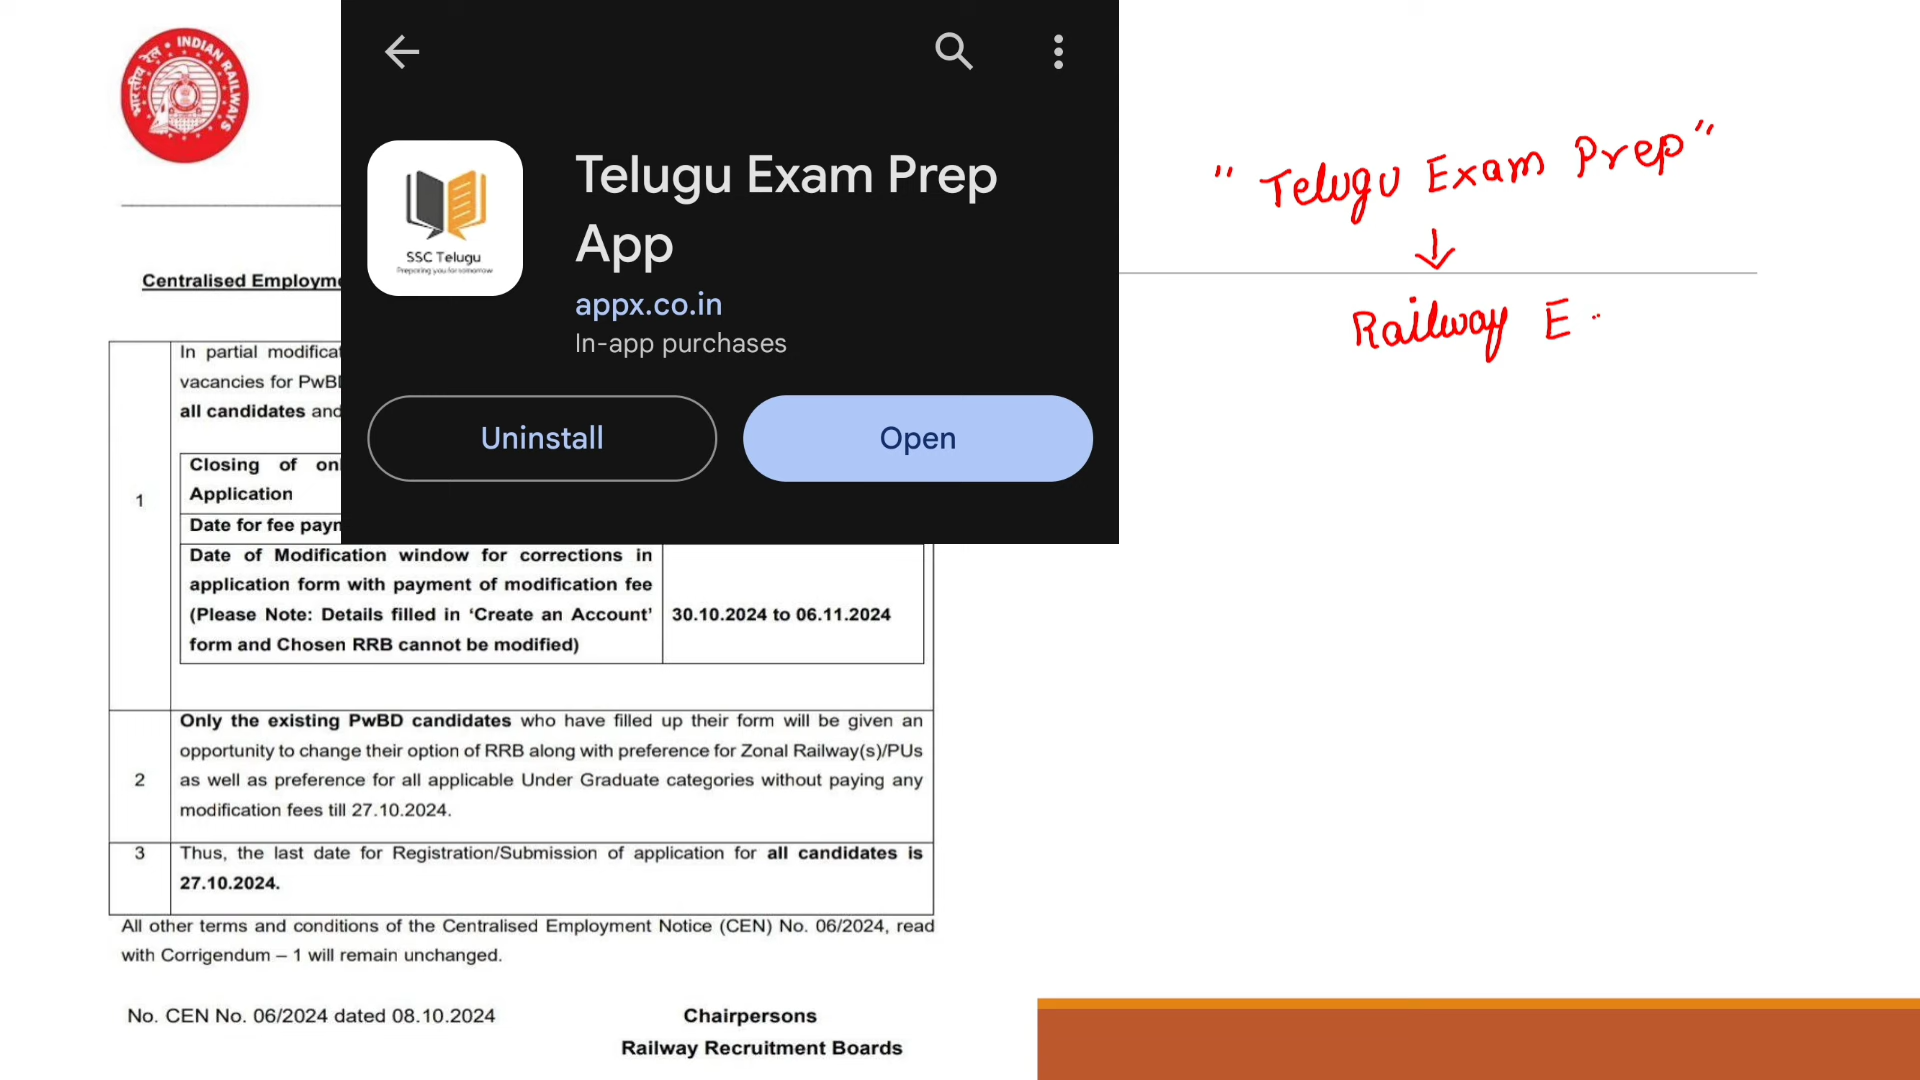 भारतीय रेल • INDIAN RAILWAYS
Centralised Employm
1
In partial modificat
vacancies for PwB
all candidates and
Closing of onl
Application
Date for fee payn
Date of Modification window for corrections in
application form with payment of modification fee
(Please Note: Details filled in ‘Create an Account’
form and Chosen RRB cannot be modified)
30.10.2024 to 06.11.2024
2
Only the existing PwBD candidates who have filled up their form will be given an
opportunity to change their option of RRB along with preference for Zonal Railway(s)/PUs
as well as preference for all applicable Under Graduate categories without paying any
modification fees till 27.10.2024.
3
Thus, the last date for Registration/Submission of application for all candidates is
27.10.2024.
All other terms and conditions of the Centralised Employment Notice (CEN) No. 06/2024, read
with Corrigendum – 1 will remain unchanged.
No. CEN No. 06/2024 dated 08.10.2024
Chairpersons
Railway Recruitment Boards
SSC Telugu
Preparing you for tomorrow
Telugu Exam Prep
App
appx.co.in
In-app purchases
Uninstall
Open
"Telugu Exam Prep"
Railway E